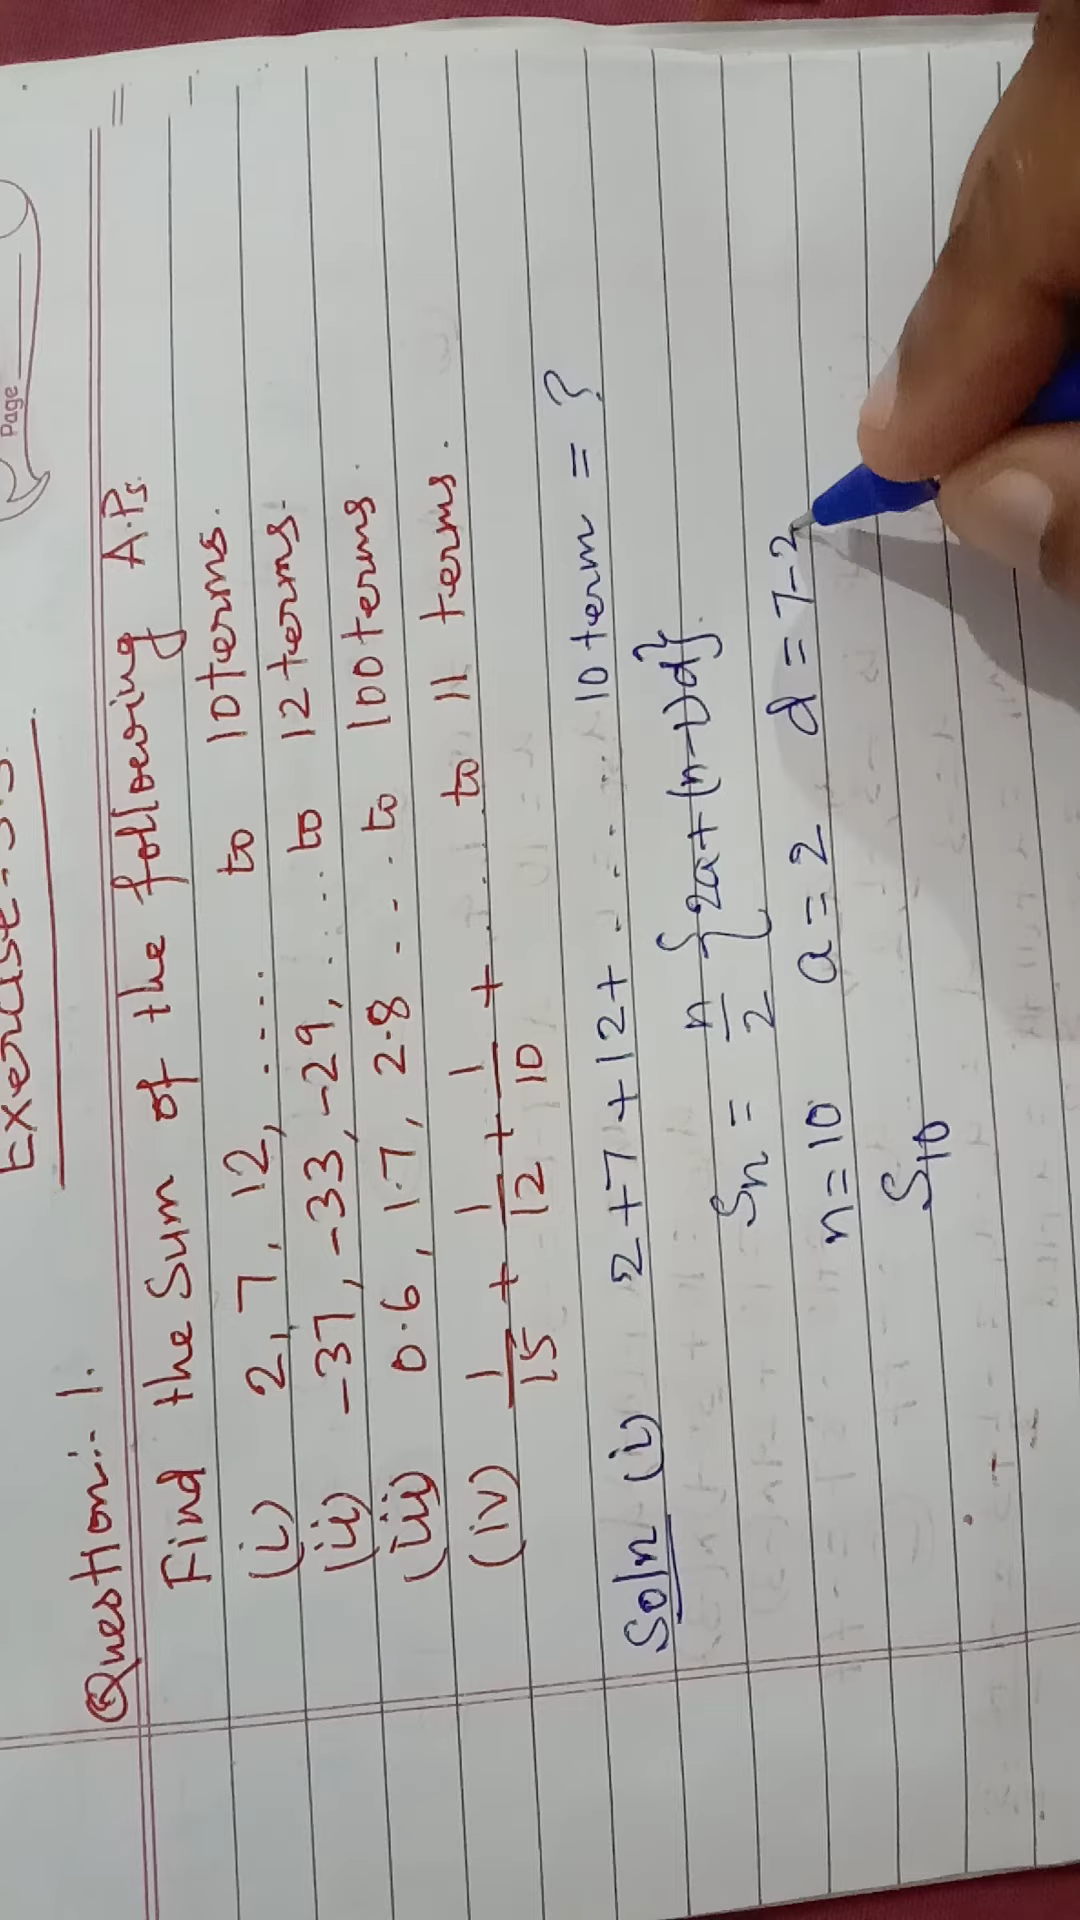 Page
Exercise - 5.3.
Question:- 1.
Find the Sum of the following A.Ps.
(i) 2, 7, 12, ..... to 10 terms.
(ii) -37, -33, -29, .... to 12 terms.
(iii) 0.6, 1.7, 2.8 .... to 100 terms.
(iv) 1/15 + 1/12 + 1/10 + .... to 11 terms.
Soln (i) 2+7+12+ ...... 10 term = ?
Sn = n/2 {2a+(n-1)d}.
n=10 a=2 d=7-2
S10